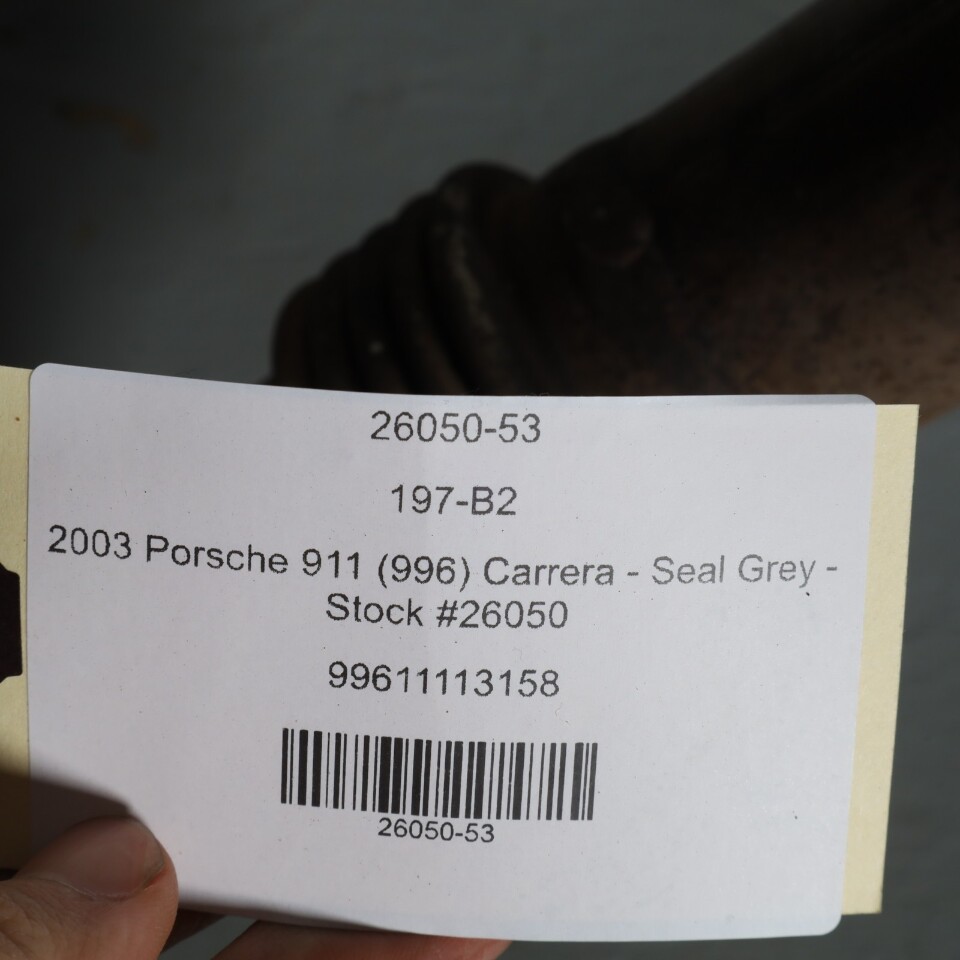 26050-53
197-B2
2003 Porsche 911 (996) Carrera - Seal Grey -
Stock #26050
99611113158
26050-53